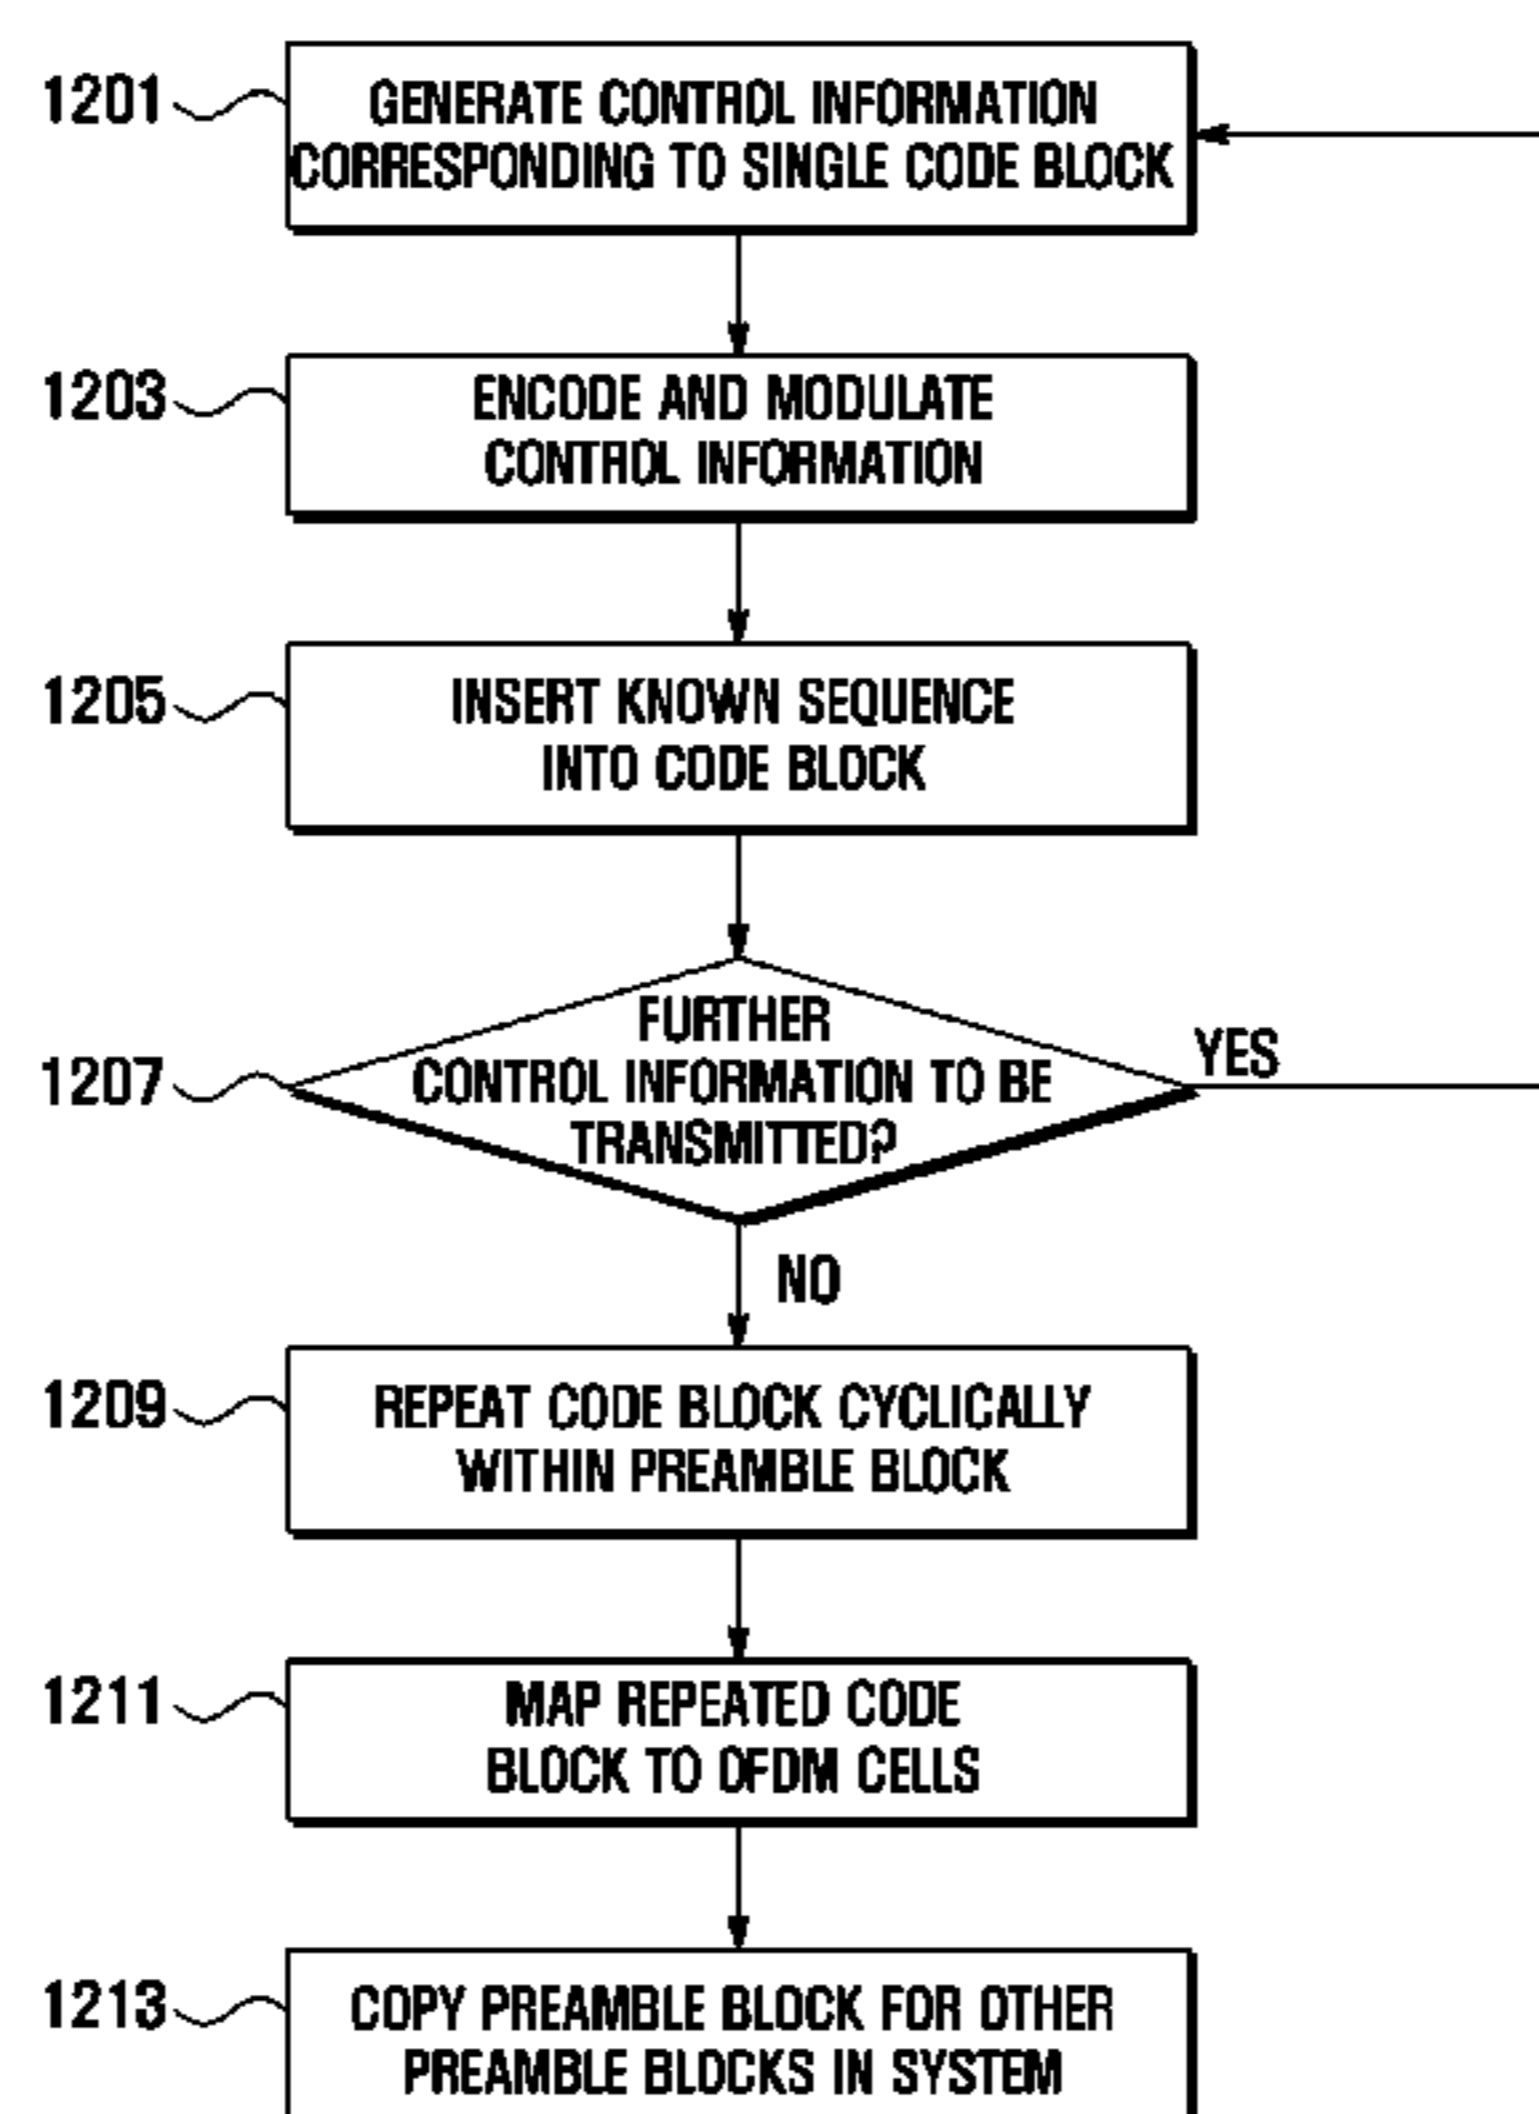 1201
GENERATE CONTROL INFORMATION
CORRESPONDING TO SINGLE CODE BLOCK
1203
ENCODE AND MODULATE
CONTROL INFORMATION
1205
INSERT KNOWN SEQUENCE
INTO CODE BLOCK
1207
FURTHER
CONTROL INFORMATION TO BE
TRANSMITTED?
YES
NO
1209
REPEAT CODE BLOCK CYCLICALLY
WITHIN PREAMBLE BLOCK
1211
MAP REPEATED CODE
BLOCK TO OFDM CELLS
1213
COPY PREAMBLE BLOCK FOR OTHER
PREAMBLE BLOCKS IN SYSTEM